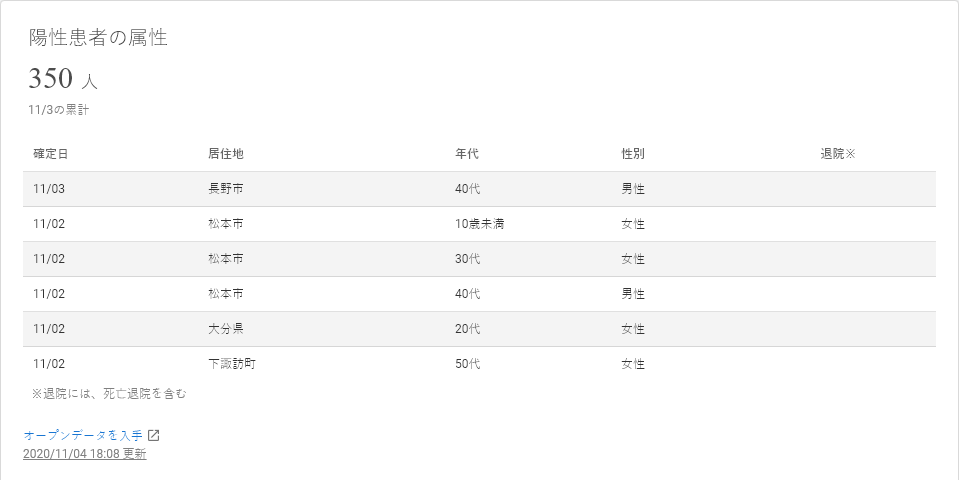 陽性患者の属性
350 人
11/3の累計
確定日 居住地 年代 性別 退院※
11/03 長野市 40代 男性
11/02 松本市 10歳未満 女性
11/02 松本市 30代 女性
11/02 松本市 40代 男性
11/02 大分県 20代 女性
11/02 下諏訪町 50代 女性
※退院には、死亡退院を含む
オープンデータを入手
2020/11/04 18:08 更新